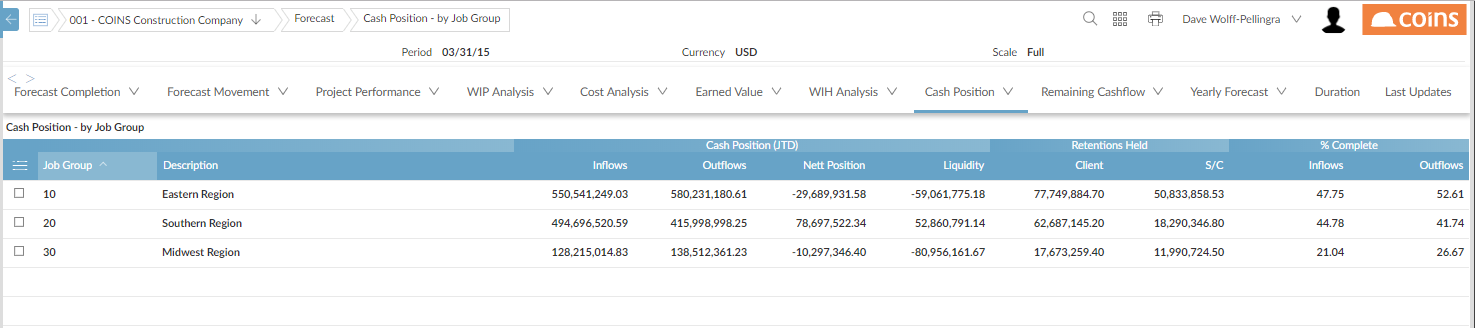 001 - COINS Construction Company Forecast Cash Position - by Job Group Dave Wolff-Pellingra coins
Period 03/31/15 Currency USD Scale Full
< >
Forecast Completion Forecast Movement Project Performance WIP Analysis Cost Analysis Earned Value WIH Analysis Cash Position Remaining Cashflow Yearly Forecast Duration Last Updates
Cash Position - by Job Group
Cash Position (JTD) Retentions Held % Complete
Job Group Description Inflows Outflows Nett Position Liquidity Client S/C Inflows Outflows
10 Eastern Region 550,541,249.03 580,231,180.61 -29,689,931.58 -59,061,775.18 77,749,884.70 50,833,858.53 47.75 52.61
20 Southern Region 494,696,520.59 415,998,998.25 78,697,522.34 52,860,791.14 62,687,145.20 18,290,346.80 44.78 41.74
30 Midwest Region 128,215,014.83 138,512,361.23 -10,297,346.40 -80,956,161.67 17,673,259.40 11,990,724.50 21.04 26.67